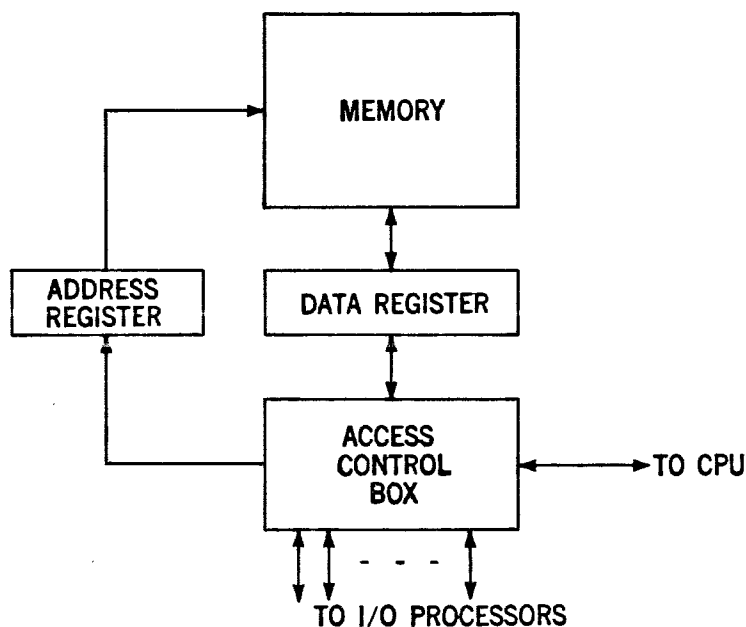 MEMORY
ADDRESS
REGISTER
DATA REGISTER
ACCESS
CONTROL
BOX
TO CPU
TO I/O PROCESSORS